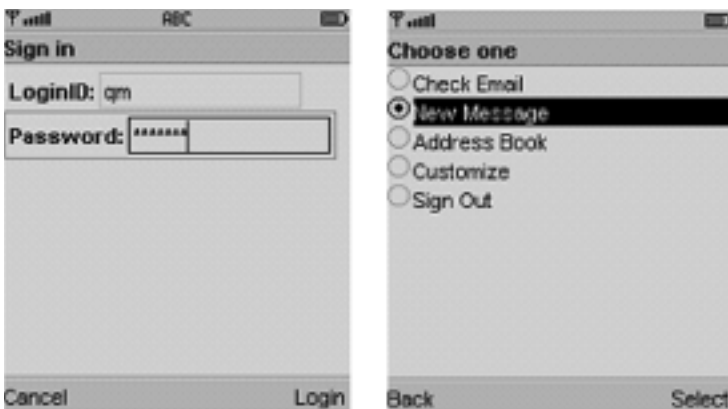 ABC
Sign in
LoginID: qm
Password: *******
Cancel Login
Choose one
Check Email
New Message
Address Book
Customize
Sign Out
Back Select